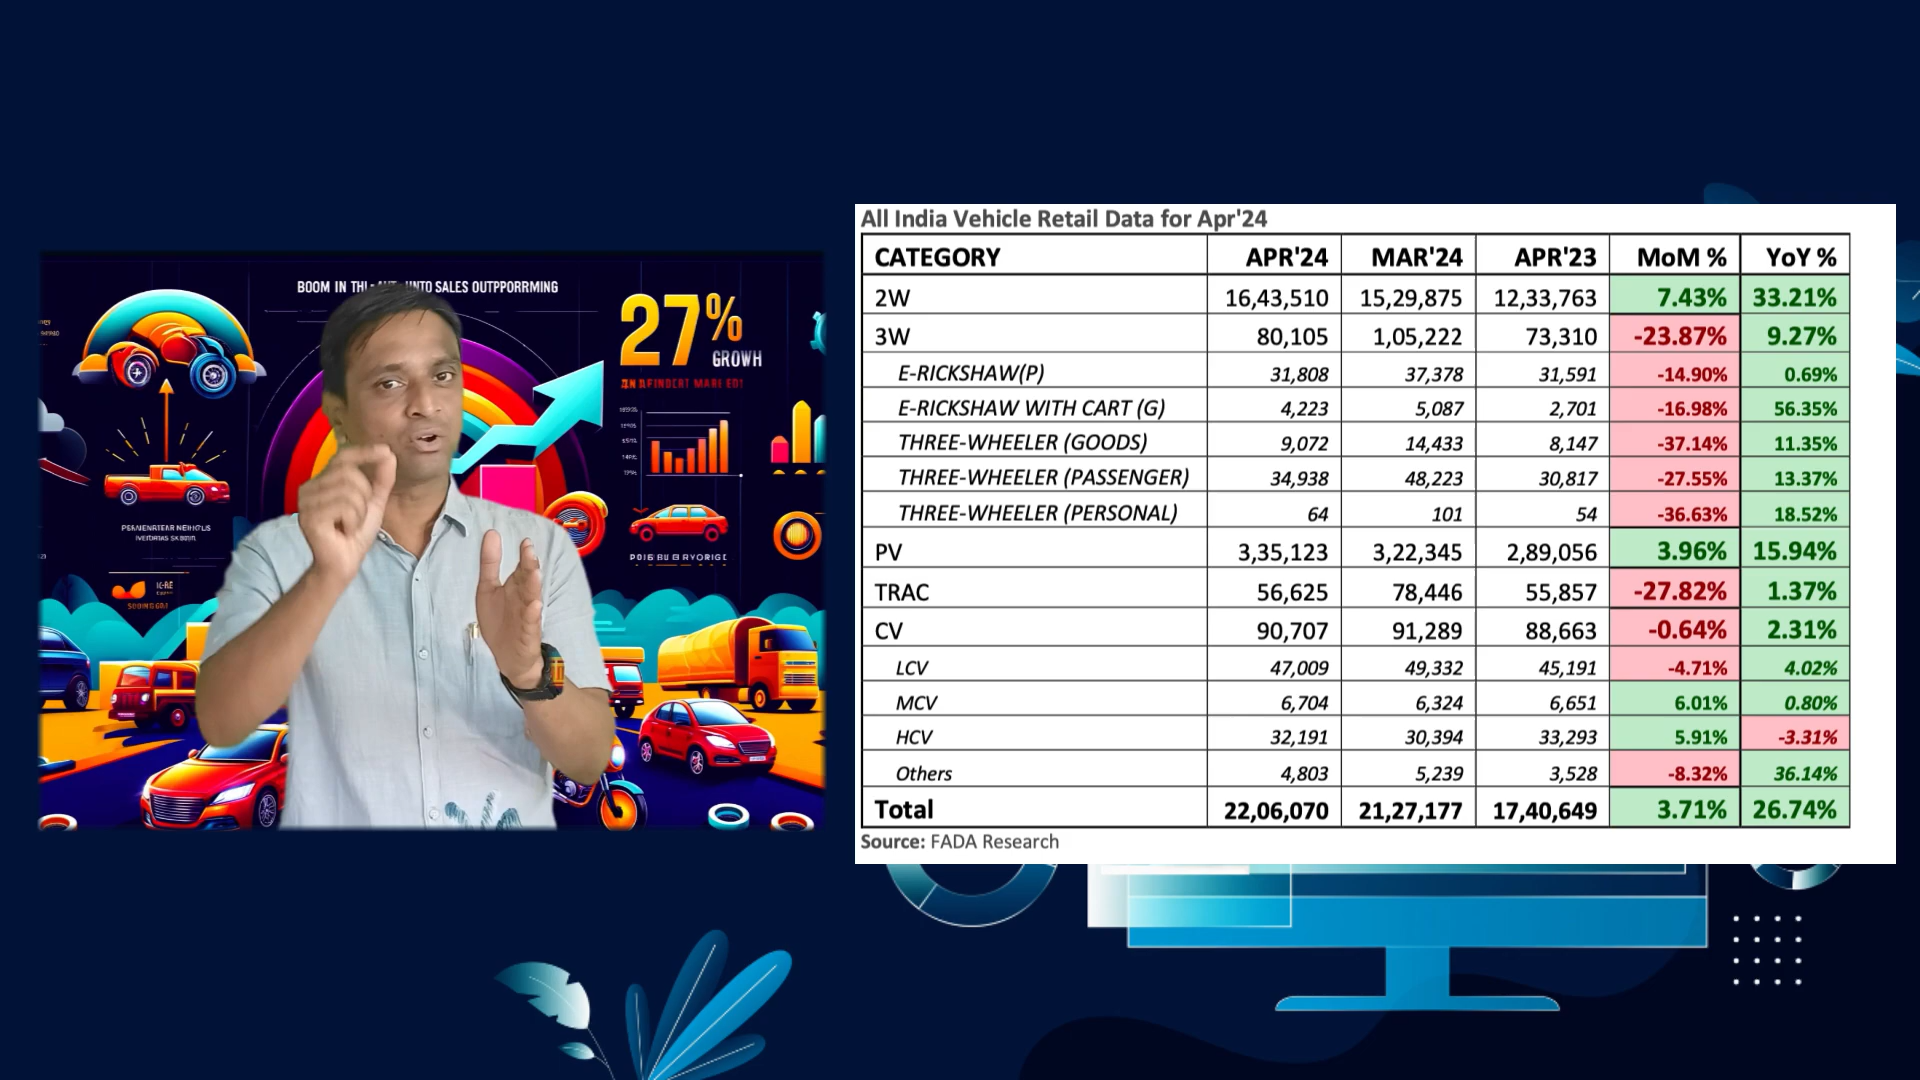 BOOM IN
SALES OUTPPORRMING
27%
GROWH
All India Vehicle Retail Data for Apr'24
CATEGORY APR'24 MAR'24 APR'23 MoM % YoY %
2W 16,43,510 15,29,875 12,33,763 7.43% 33.21%
3W 80,105 1,05,222 73,310 -23.87% 9.27%
E-RICKSHAW(P) 31,808 37,378 31,591 -14.90% 0.69%
E-RICKSHAW WITH CART (G) 4,223 5,087 2,701 -16.98% 56.35%
THREE-WHEELER (GOODS) 9,072 14,433 8,147 -37.14% 11.35%
THREE-WHEELER (PASSENGER) 34,938 48,223 30,817 -27.55% 13.37%
THREE-WHEELER (PERSONAL) 64 101 54 -36.63% 18.52%
PV 3,35,123 3,22,345 2,89,056 3.96% 15.94%
TRAC 56,625 78,446 55,857 -27.82% 1.37%
CV 90,707 91,289 88,663 -0.64% 2.31%
LCV 47,009 49,332 45,191 -4.71% 4.02%
MCV 6,704 6,324 6,651 6.01% 0.80%
HCV 32,191 30,394 33,293 5.91% -3.31%
Others 4,803 5,239 3,528 -8.32% 36.14%
Total 22,06,070 21,27,177 17,40,649 3.71% 26.74%
Source: FADA Research